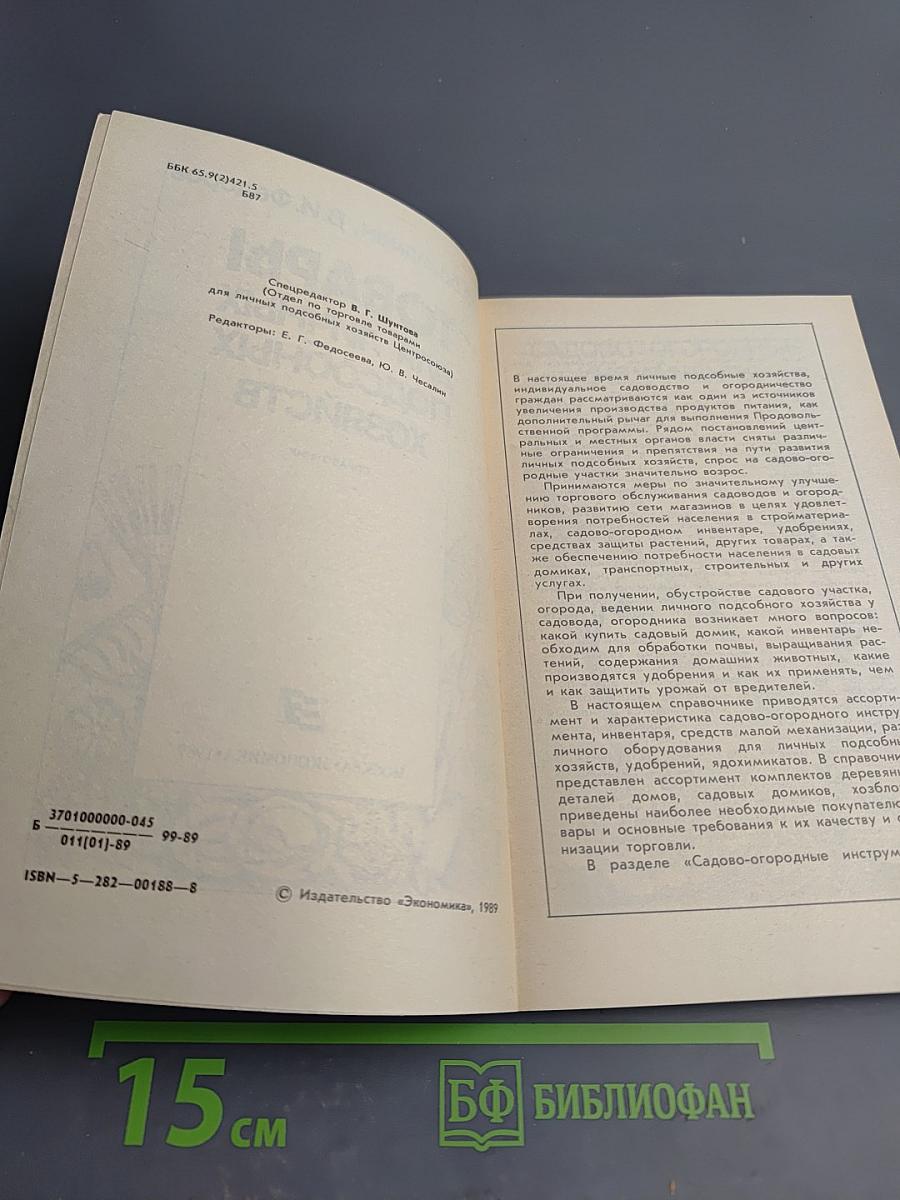 ББК 65.9(2)421.5
Б87
Спецредактор В. Г. Шунтова
(Отдел по торговле товарами
для личных подсобных хозяйств Центросоюза)
Редакторы: Е. Г. Федосеева, Ю. В. Чесалин
3701000000-045
Б ――――――― 99-89
011(01)-89
ISBN—5—282—00188—8
© Издательство «Экономика», 1989
В настоящее время личные подсобные хозяйства,
индивидуальное садоводство и огородничество
граждан рассматриваются как один из источников
увеличения производства продуктов питания, как
дополнительный рычаг для выполнения Продоволь-
ственной программы. Рядом постановлений цент-
ральных и местных органов власти сняты различ-
ные ограничения и препятствия на пути развития
личных подсобных хозяйств, спрос на садово-ого-
родные участки значительно возрос.
Принимаются меры по значительному улучше-
нию торгового обслуживания садоводов и огород-
ников, развитию сети магазинов в целях удовлет-
ворения потребностей населения в стройматериа-
лах, садово-огородном инвентаре, удобрениях,
средствах защиты растений, других товарах, а так-
же обеспечению потребности населения в садовых
домиках, транспортных, строительных и других
услугах.
При получении, обустройстве садового участка,
огорода, ведении личного подсобного хозяйства у
садовода, огородника возникает много вопросов:
какой купить садовый домик, какой инвентарь не-
обходим для обработки почвы, выращивания рас-
тений, содержания домашних животных, какие
производятся удобрения и как их применять, чем
и как защитить урожай от вредителей.
В настоящем справочнике приводятся ассорти-
мент и характеристика садово-огородного инстру-
мента, инвентаря, средств малой механизации, раз-
личного оборудования для личных подсобны
хозяйств, удобрений, ядохимикатов. В справочни
представлен ассортимент комплектов деревянн
деталей домов, садовых домиков, хозбло
приведены наиболее необходимые покупателю
вары и основные требования к их качеству и о
низации торговли.
В разделе «Садово-огородные инструм
15 см
БФ БИБЛИОФАН